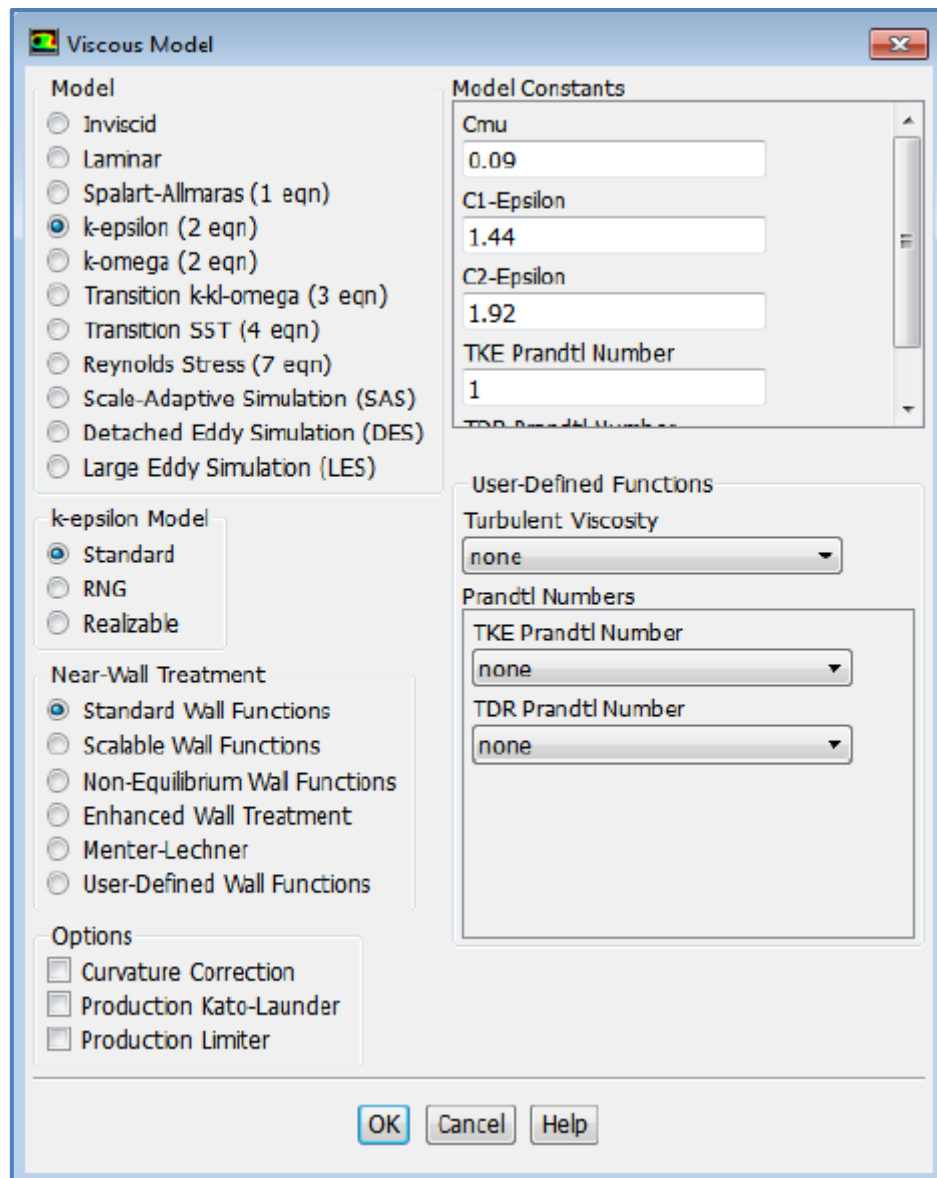 Viscous Model
Model
Inviscid
Laminar
Spalart-Allmaras (1 eqn)
k-epsilon (2 eqn)
k-omega (2 eqn)
Transition k-kl-omega (3 eqn)
Transition SST (4 eqn)
Reynolds Stress (7 eqn)
Scale-Adaptive Simulation (SAS)
Detached Eddy Simulation (DES)
Large Eddy Simulation (LES)
k-epsilon Model
Standard
RNG
Realizable
Near-Wall Treatment
Standard Wall Functions
Scalable Wall Functions
Non-Equilibrium Wall Functions
Enhanced Wall Treatment
Menter-Lechner
User-Defined Wall Functions
Options
Curvature Correction
Production Kato-Launder
Production Limiter
Model Constants
Cmu
0.09
C1-Epsilon
1.44
C2-Epsilon
1.92
TKE Prandtl Number
1
TDR Prandtl Number
User-Defined Functions
Turbulent Viscosity
none
Prandtl Numbers
TKE Prandtl Number
none
TDR Prandtl Number
none
OK
Cancel
Help